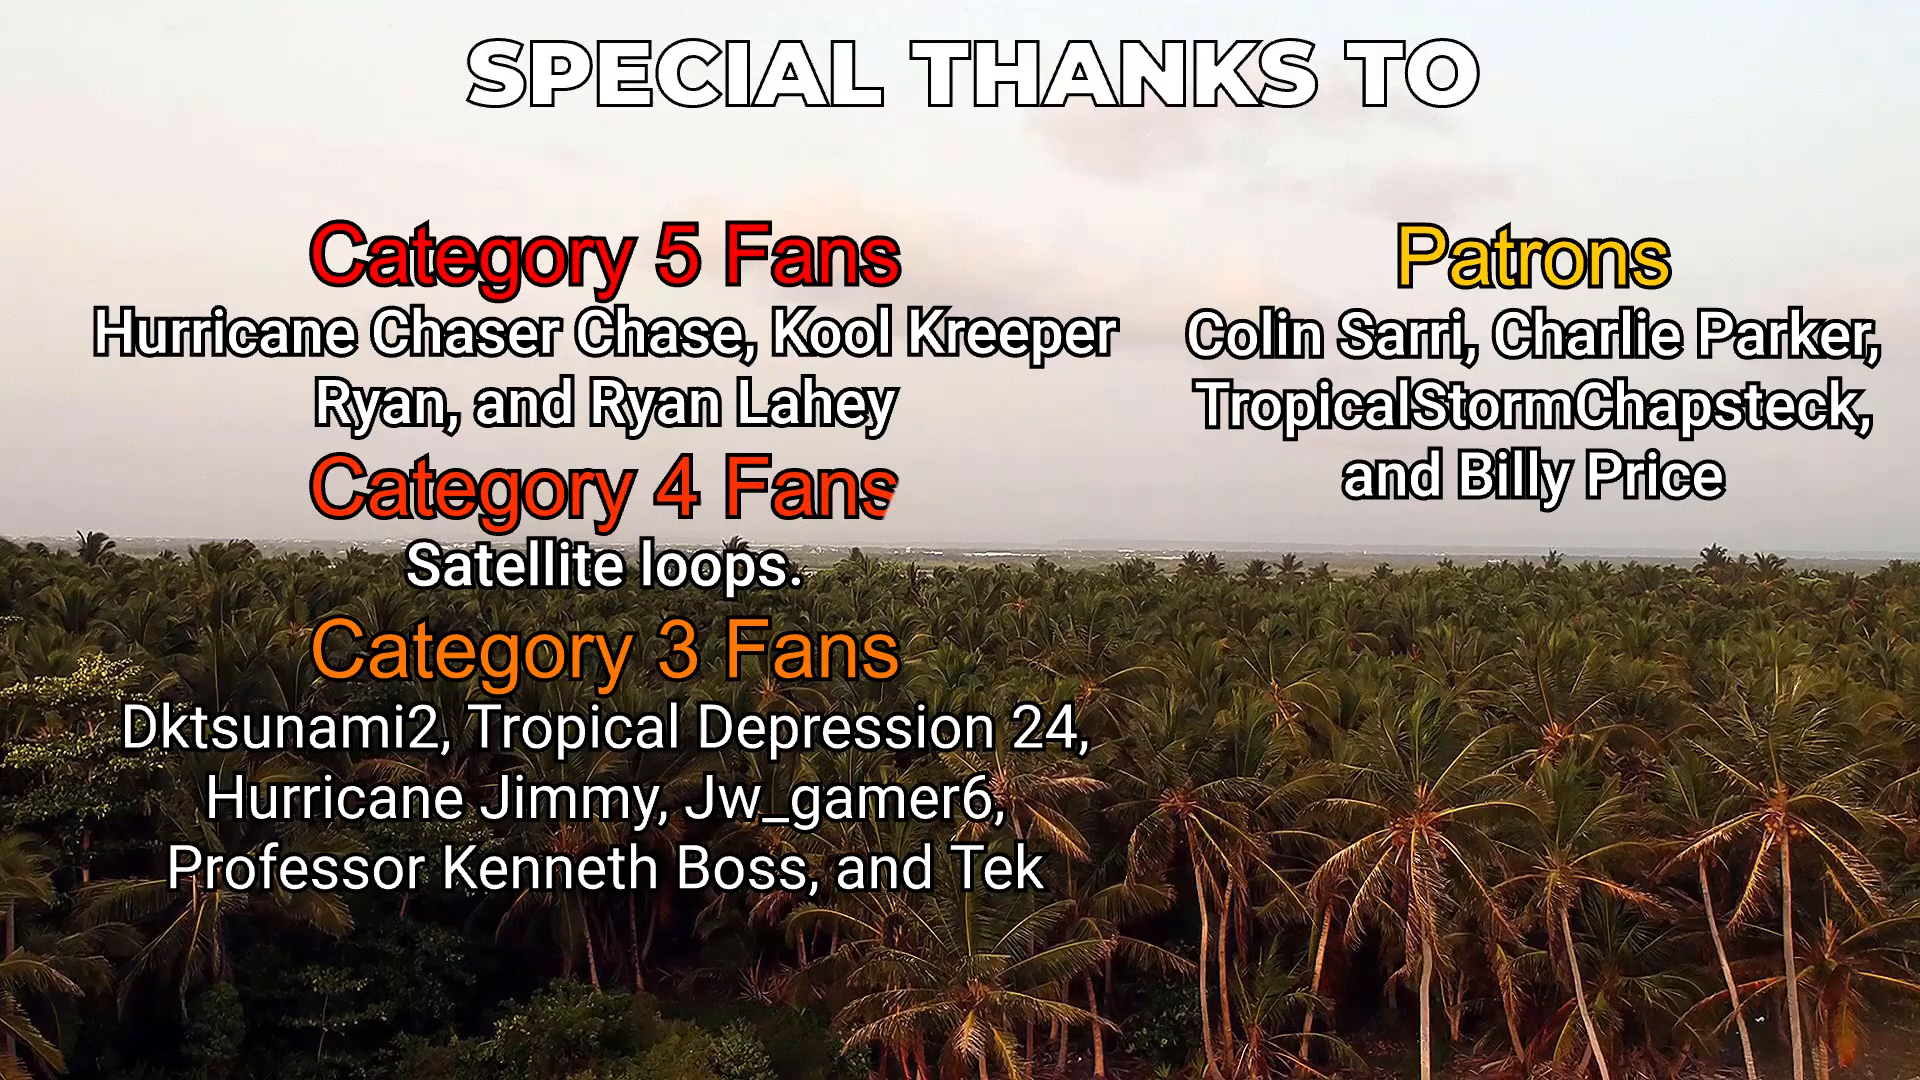 SPECIAL THANKS TO
Category 5 Fans
Hurricane Chaser Chase, Kool Kreeper
Ryan, and Ryan Lahey
Category 4 Fans
Satellite loops.
Category 3 Fans
Dktsunami2, Tropical Depression 24,
Hurricane Jimmy, Jw_gamer6,
Professor Kenneth Boss, and Tek
Patrons
Colin Sarri, Charlie Parker,
TropicalStormChapsteck,
and Billy Price